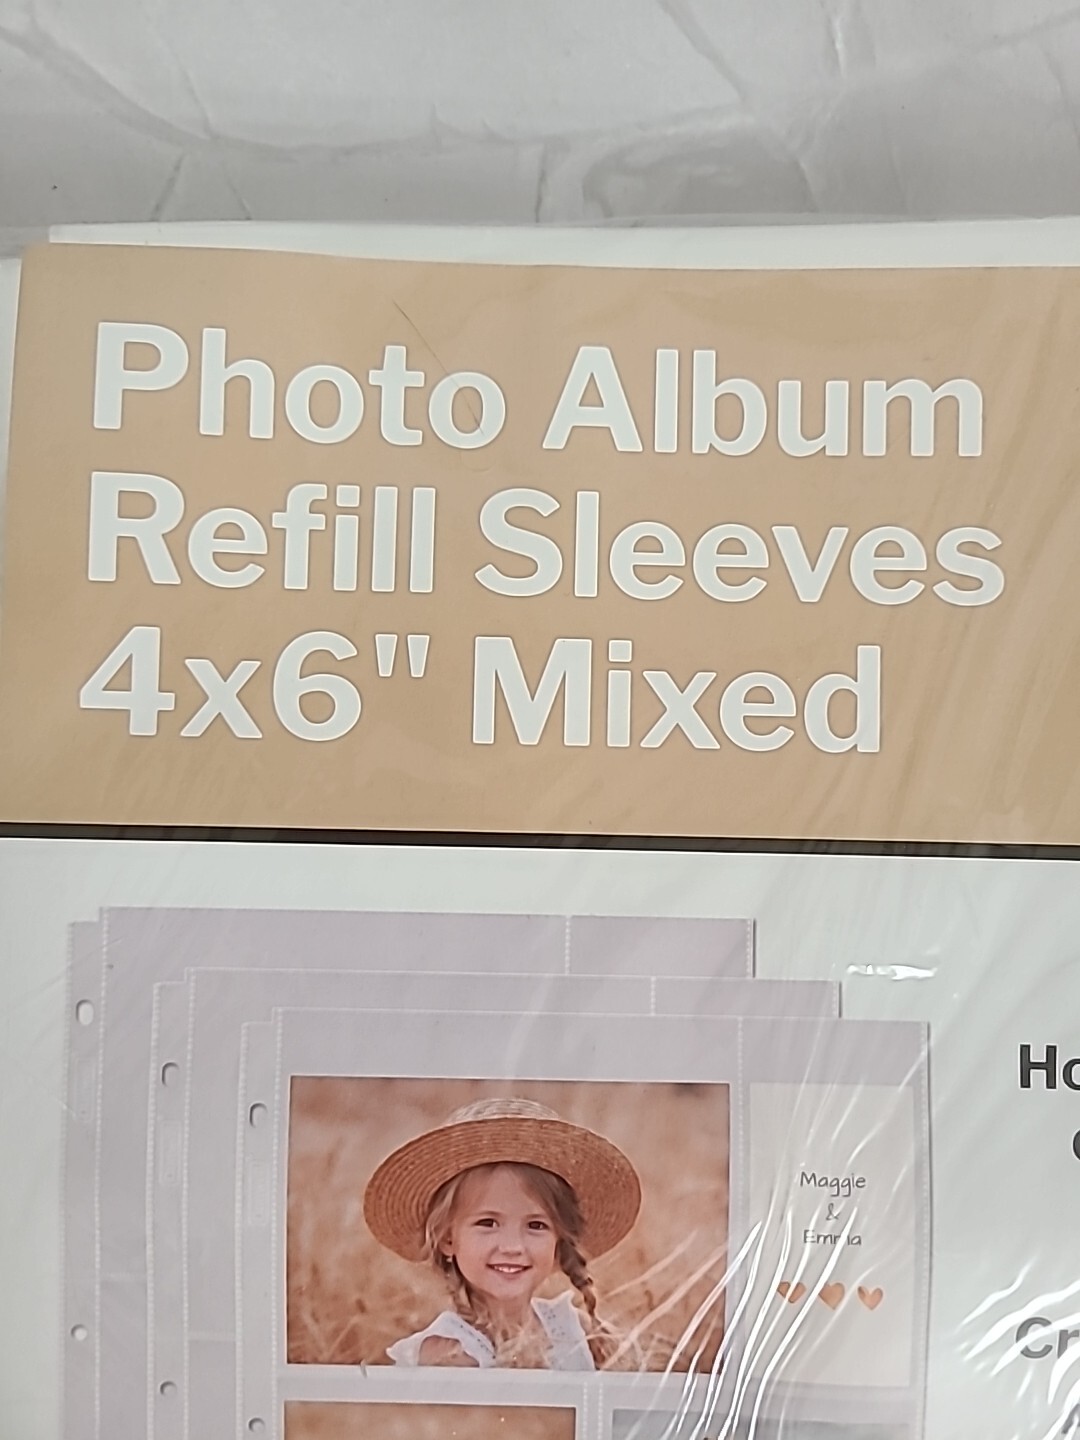 Photo Album
Refill Sleeves
4x6" Mixed
Maggie
&
Emma